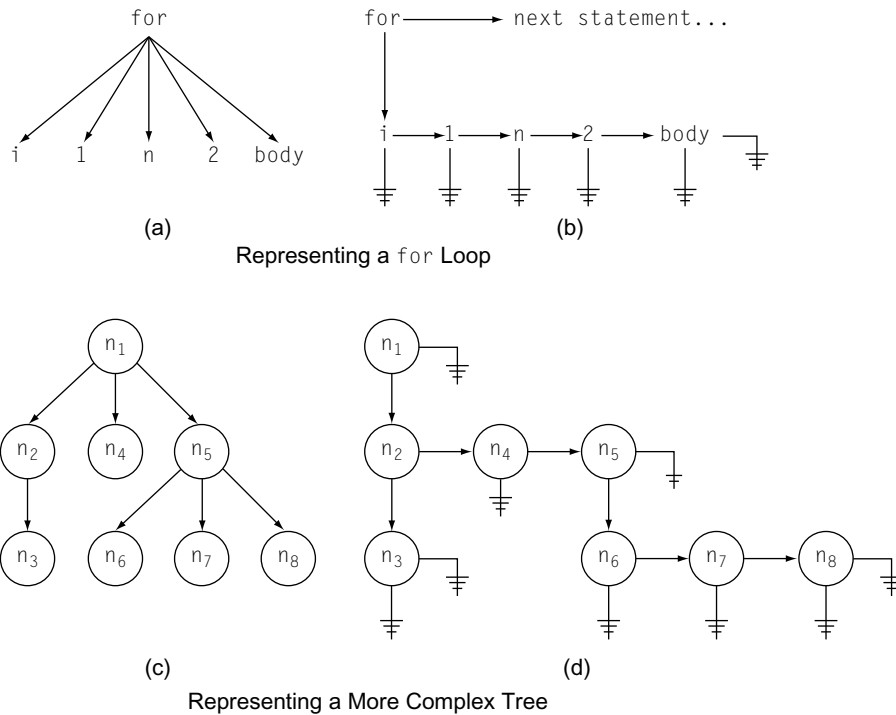 for for next statement...
i 1 n 2 body i 1 n 2 body
(a) (b)
Representing a for Loop
n₁ n₁
n₂ n₄ n₅ n₂ n₄ n₅
n₃ n₆ n₇ n₈ n₃ n₆ n₇ n₈
(c) (d)
Representing a More Complex Tree